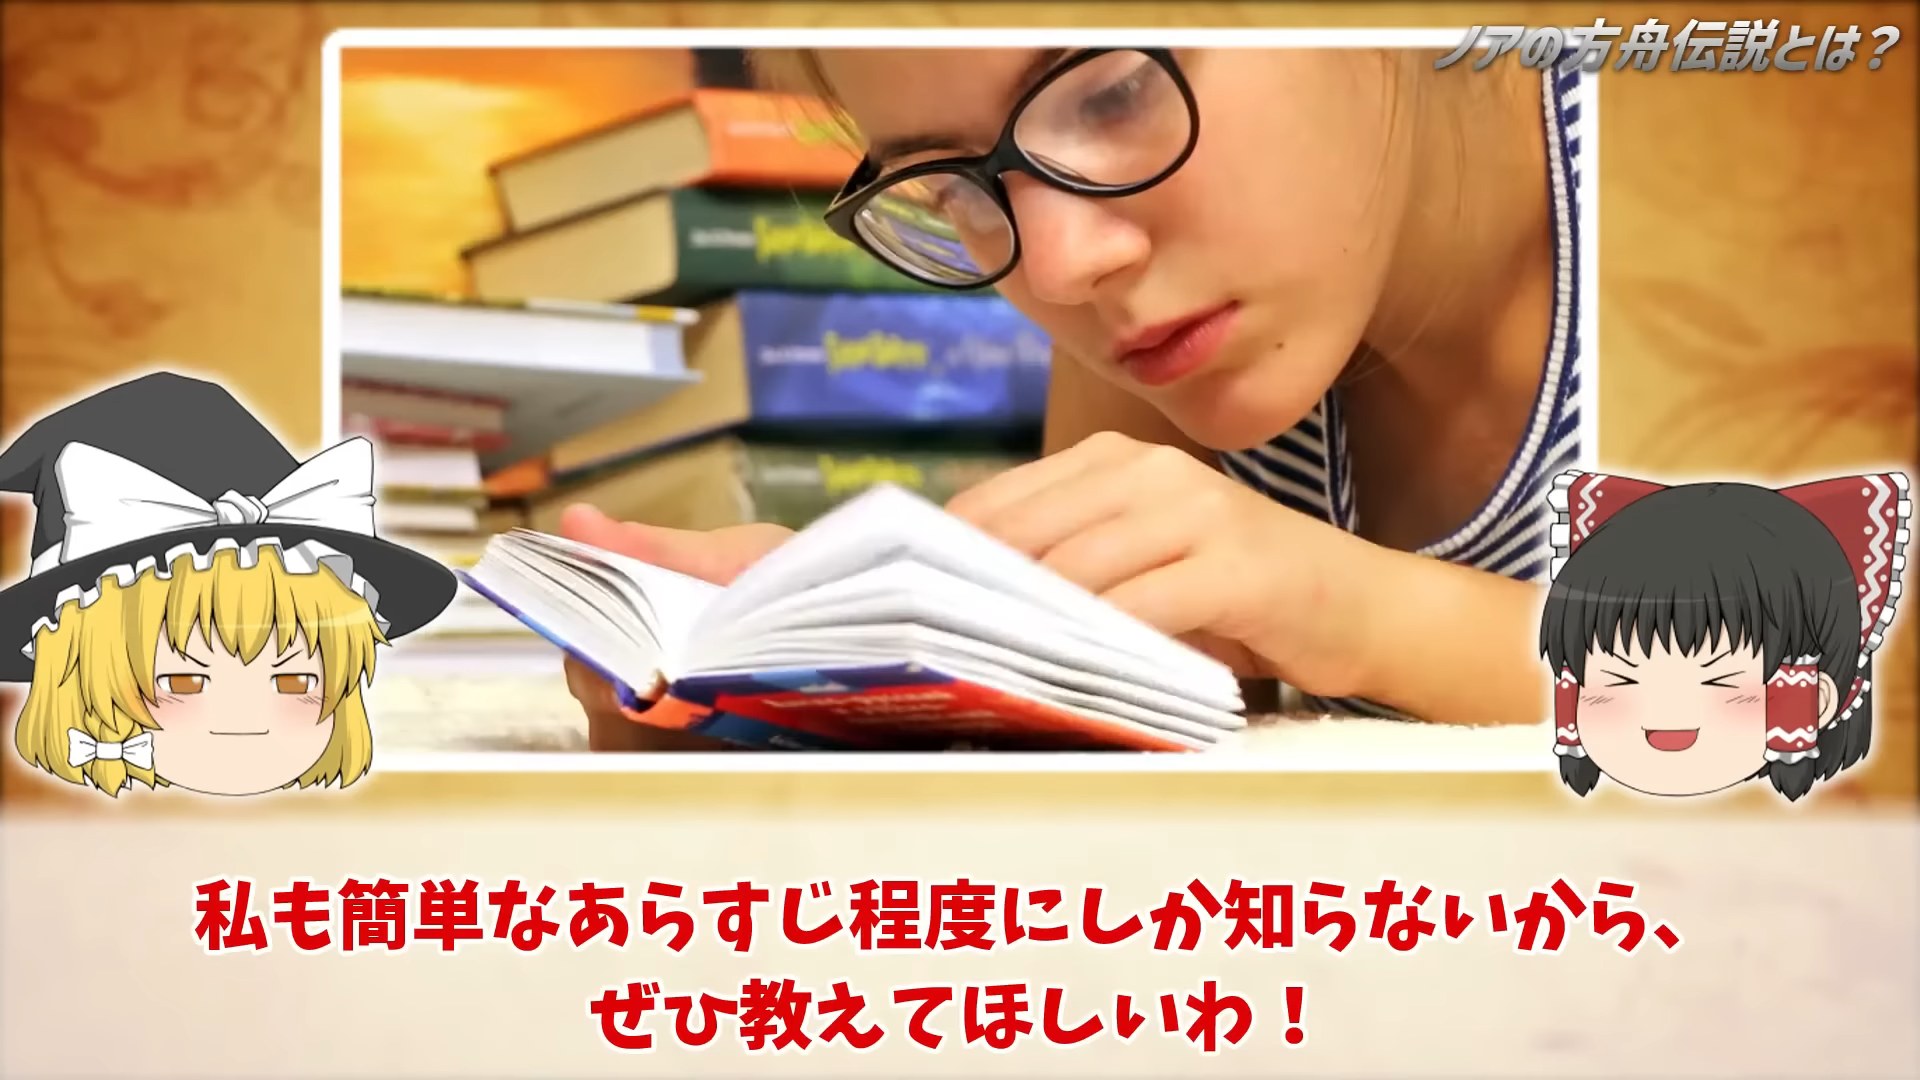 ノアの方舟伝説とは？
私も簡単なあらすじ程度にしか知らないから、
ぜひ教えてほしいわ！